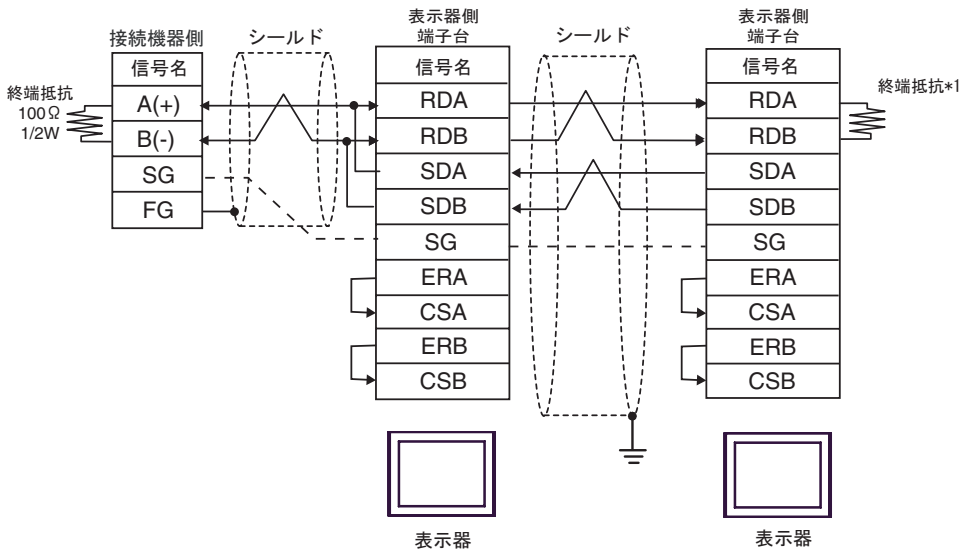 接続機器側
シールド
終端抵抗
100Ω
1/2W
信号名
A(+)
B(-)
SG
FG
表示器側
端子台
信号名
RDA
RDB
SDA
SDB
SG
ERA
CSA
ERB
CSB
表示器
シールド
表示器側
端子台
信号名
RDA
RDB
SDA
SDB
SG
ERA
CSA
ERB
CSB
終端抵抗*1
表示器